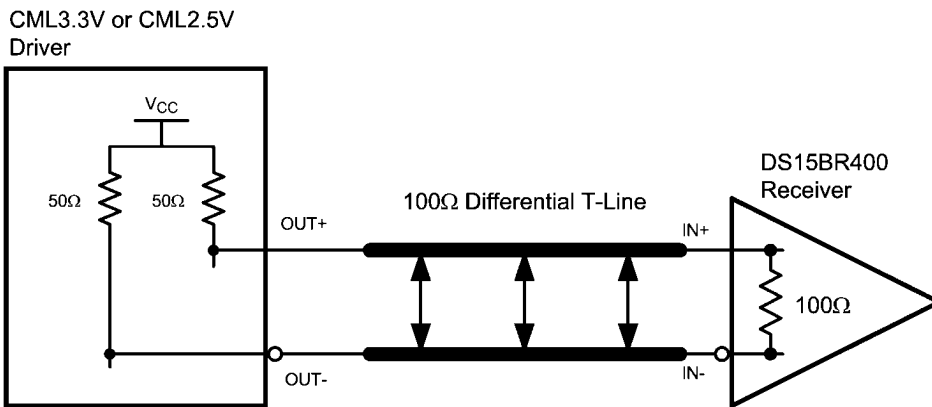 CML3.3V or CML2.5V
Driver
VCC
50Ω
50Ω
OUT+
100Ω Differential T-Line
IN+
DS15BR400
Receiver
100Ω
OUT-
IN-